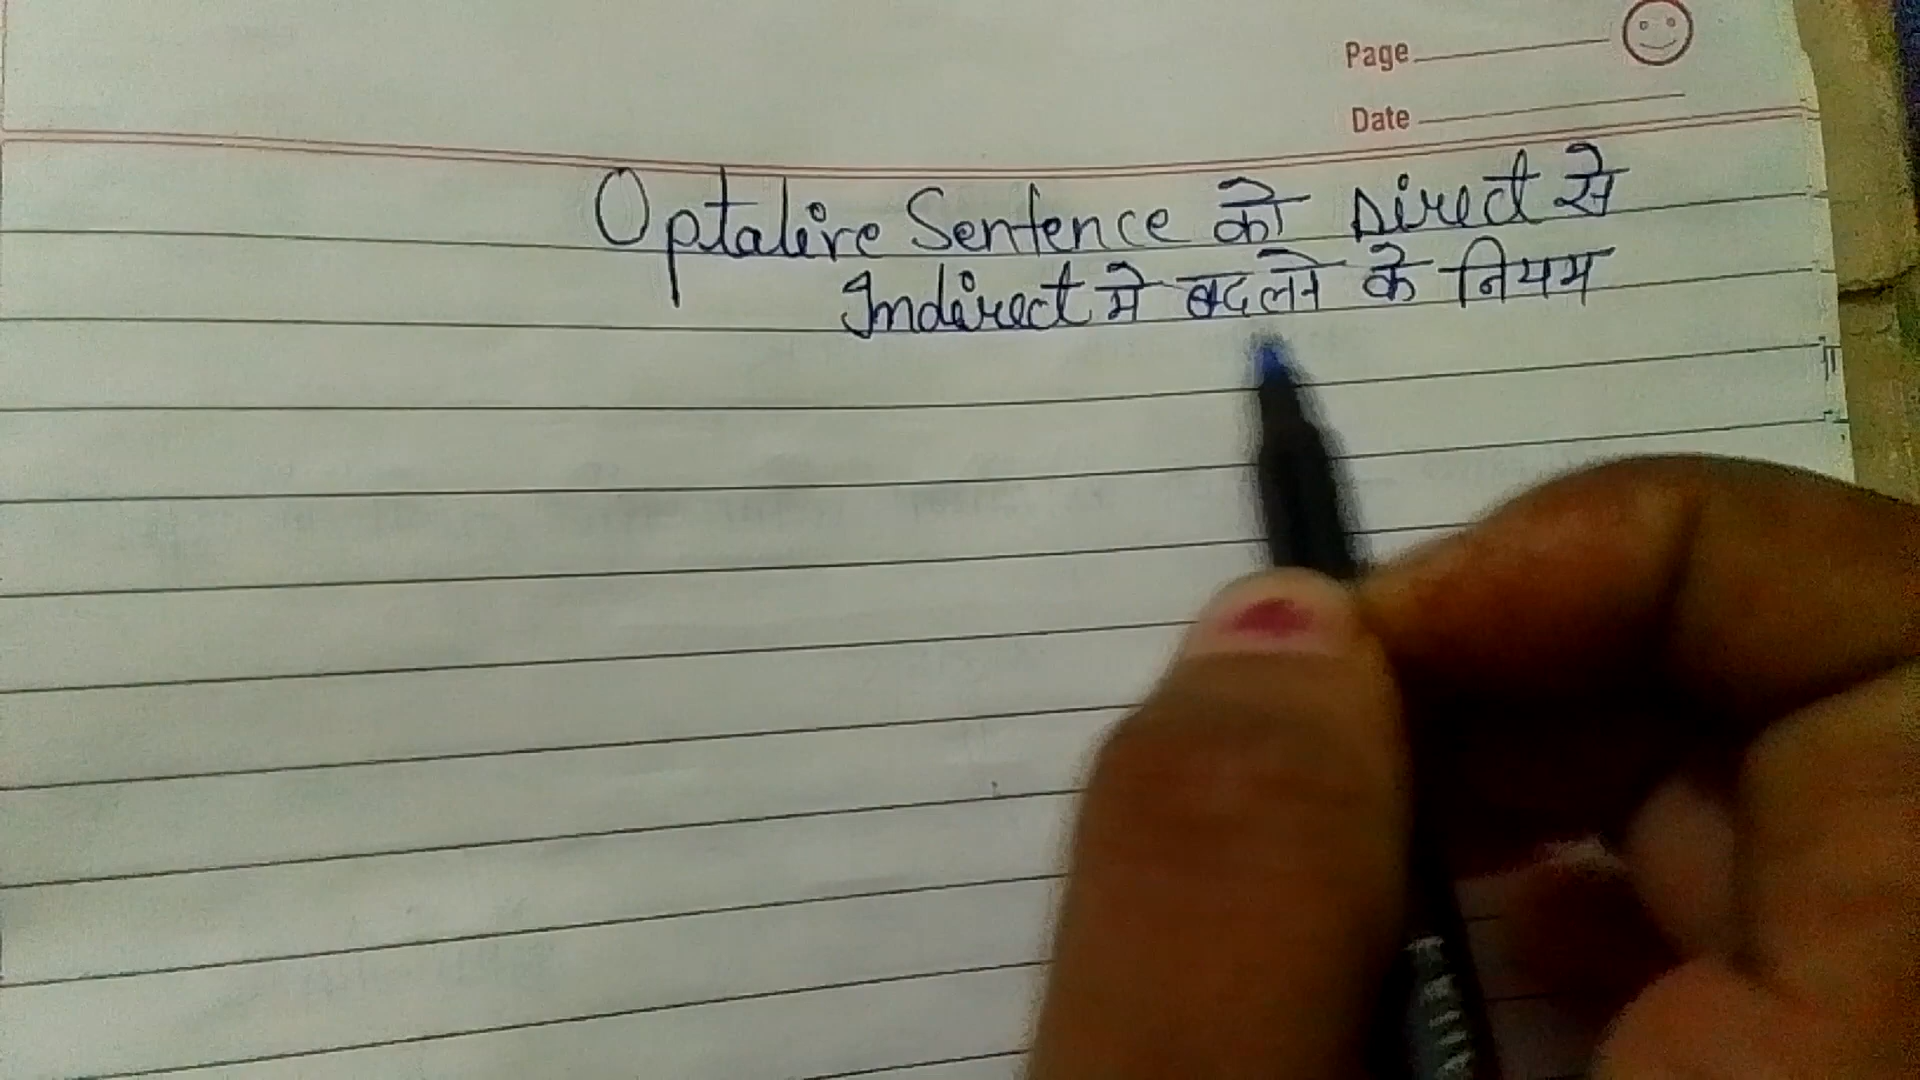 Page
Date
Optative Sentence को Direct से
Indirect मे बदलने के नियम